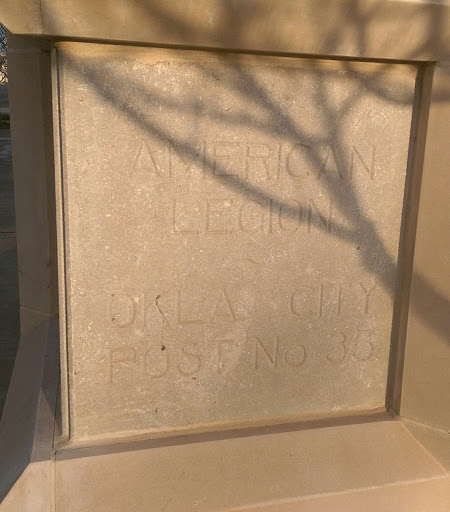 AMERICAN
LEGION
~
OKLA CITY
POST No 35